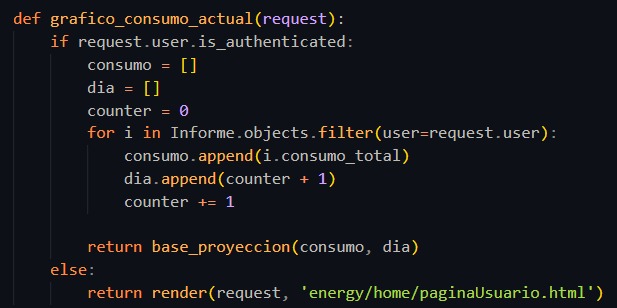 def grafico_consumo_actual(request):
    if request.user.is_authenticated:
        consumo = []
        dia = []
        counter = 0
        for i in Informe.objects.filter(user=request.user):
            consumo.append(i.consumo_total)
            dia.append(counter + 1)
            counter += 1

        return base_proyeccion(consumo, dia)
    else:
        return render(request, 'energy/home/paginaUsuario.html')